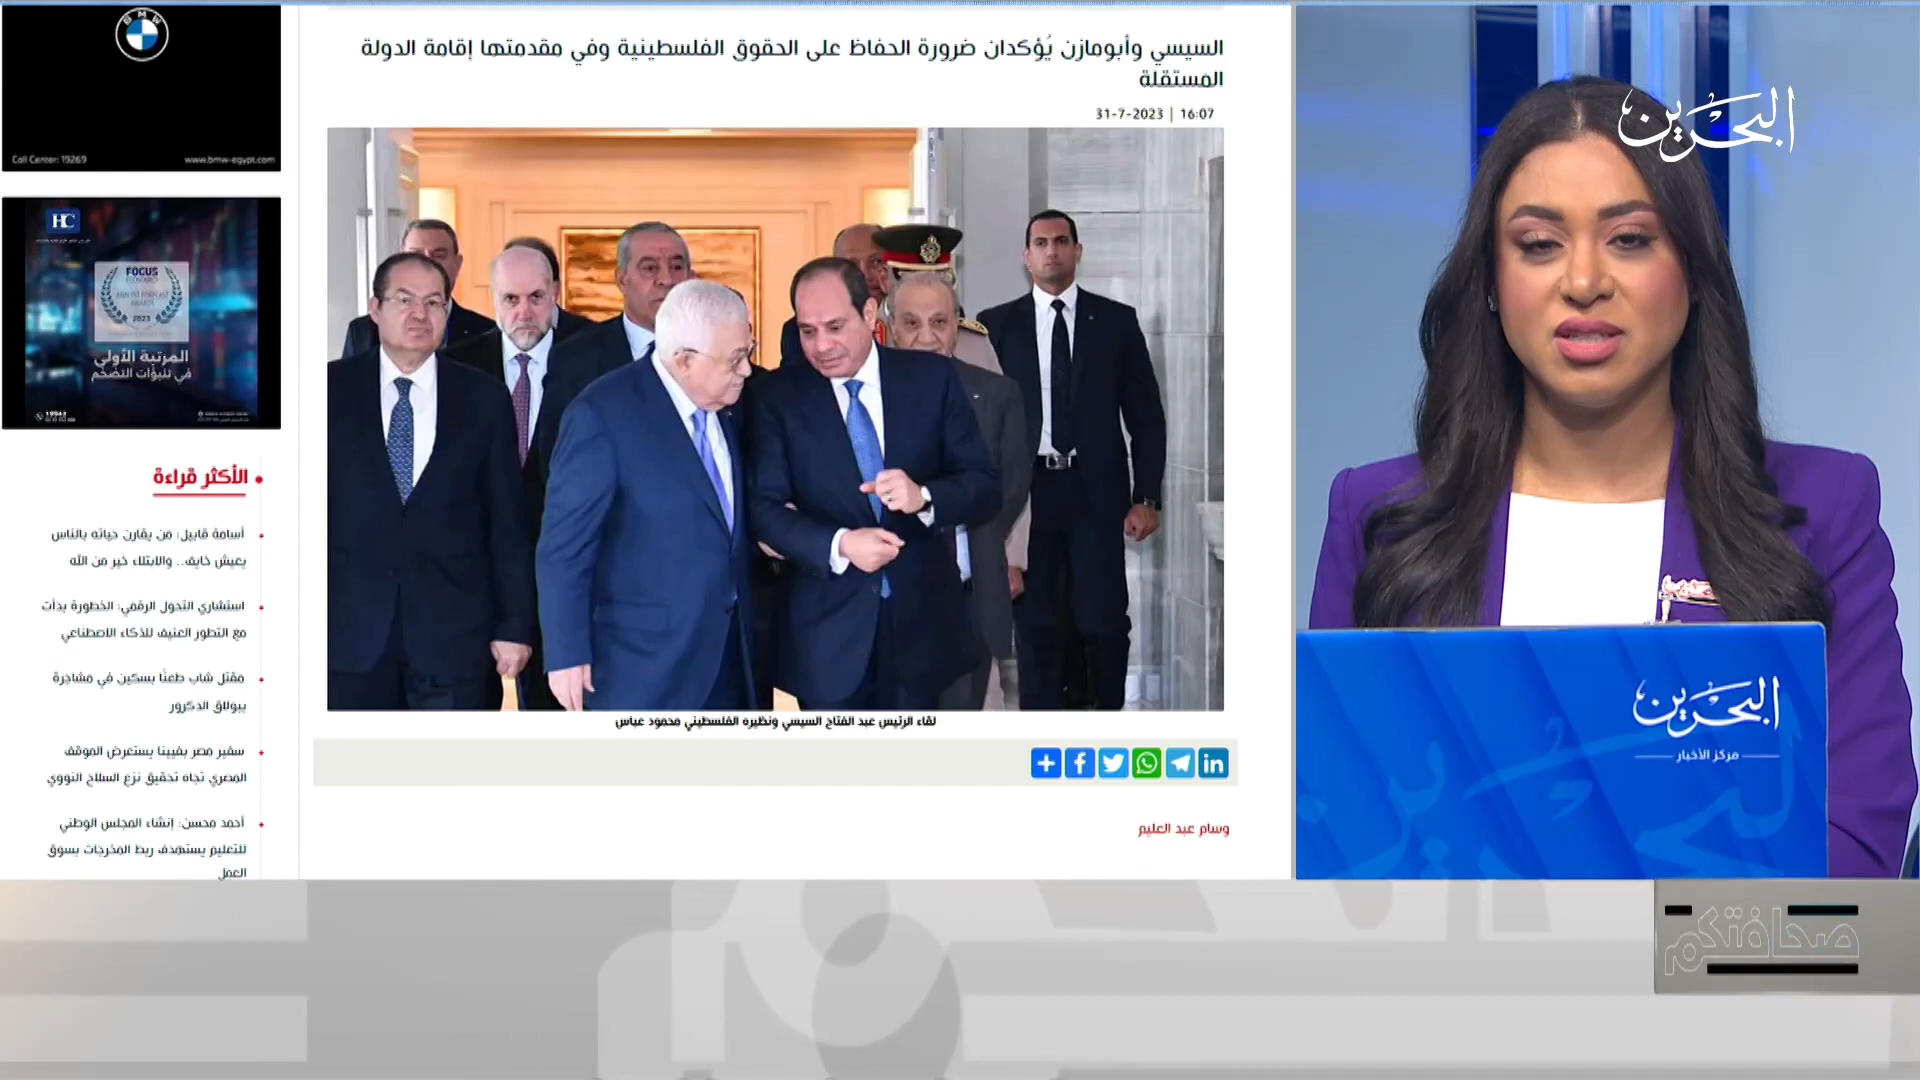 السيسي وأبومازن يُؤكدان ضرورة الحفاظ على الحقوق الفلسطينية وفي مقدمتها إقامة الدولة
المستقلة
31-7-2023 | 16:07
لقاء الرئيس عبد الفتاح السيسي ونظيره الفلسطيني محمود عباس
وسام عبد العليم
BMW
Call Center: 19269
www.bmw-egypt.com
HC
FOCUS
ECONOMICS
2023
المرتبة الأولى
في تنبؤات التضخم
19942
الأكثر قراءة
أسامة قابيل: من يقارن حياته بالناس
يعيش خايف.. والابتلاء خير من الله
استشاري التحول الرقمي: الخطورة بدأت
مع التطور العنيف للذكاء الاصطناعي
مقتل شاب طعنًا بسكين في مشاجرة
ببولاق الدكرور
سفير مصر بفيينا يستعرض الموقف
المصري تجاه تحقيق نزع السلاح النووي
أحمد محسن: إنشاء المجلس الوطني
للتعليم يستهدف ربط المخرجات بسوق
العمل
البحرين
البحرين
مركز الأخبار
صحافتكم